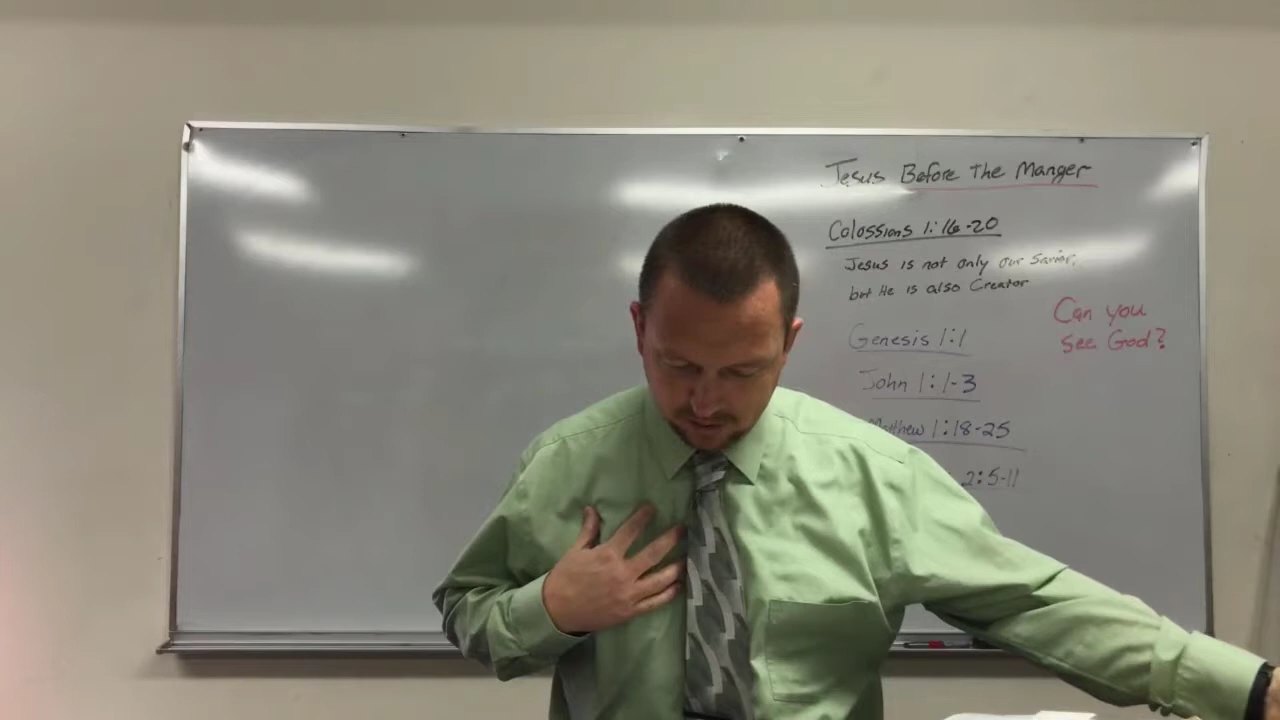 Jesus Before the Manger
Colossians 1:16-20
Jesus is not only our Savior,
but He is also Creator
Can you
see God?
Genesis 1:1
John 1:1-3
1:18-25
2:5-11